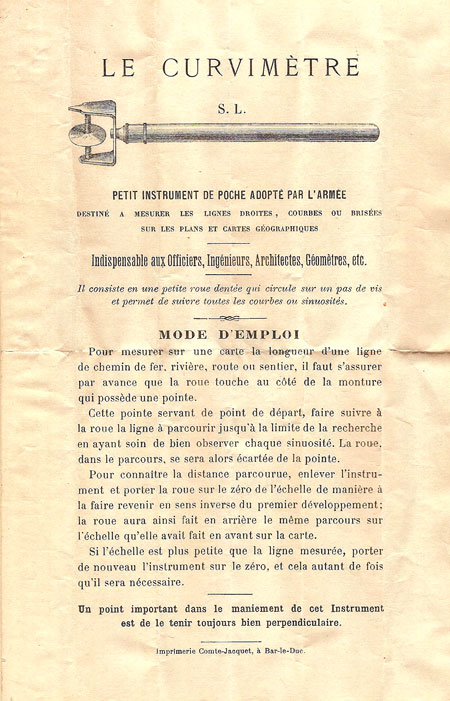 LE CURVIMÈTRE
S. L.
PETIT INSTRUMENT DE POCHE ADOPTÉ PAR L'ARMÉE
DESTINÉ A MESURER LES LIGNES DROITES, COURBES OU BRISÉES
SUR LES PLANS ET CARTES GÉOGRAPHIQUES
Indispensable aux Officiers, Ingénieurs, Architectes, Géomètres, etc.
Il consiste en une petite roue dentée qui circule sur un pas de vis
et permet de suivre toutes les courbes ou sinuosités.
MODE D'EMPLOI
Pour mesurer sur une carte la longueur d'une ligne
de chemin de fer, rivière, route ou sentier, il faut s'assurer
par avance que la roue touche au côté de la monture
qui possède une pointe.
Cette pointe servant de point de départ, faire suivre à
la roue la ligne à parcourir jusqu'à la limite de la recherche
en ayant soin de bien observer chaque sinuosité. La roue,
dans le parcours, se sera alors écartée de la pointe.
Pour connaître la distance parcourue, enlever l'instru-
ment et porter la roue sur le zéro de l'échelle de manière à
la faire revenir en sens inverse du premier développement;
la roue aura ainsi fait en arrière le même parcours sur
l'échelle qu'elle avait fait en avant sur la carte.
Si l'échelle est plus petite que la ligne mesurée, porter
de nouveau l'instrument sur le zéro, et cela autant de fois
qu'il sera nécessaire.
Un point important dans le maniement de cet Instrument
est de le tenir toujours bien perpendiculaire.
Imprimerie Comte-Jacquet, à Bar-le-Duc.